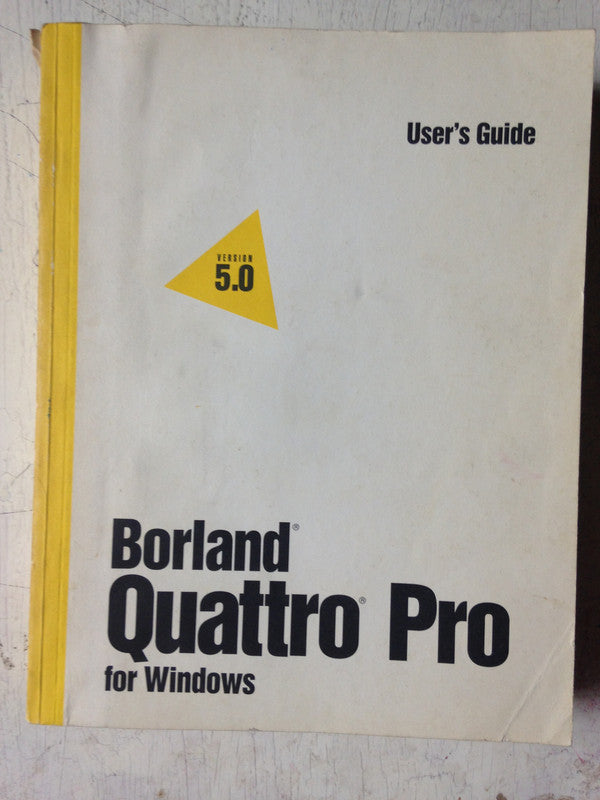 User's Guide
VERSION
5.0
Borland®
Quattro® Pro
for Windows